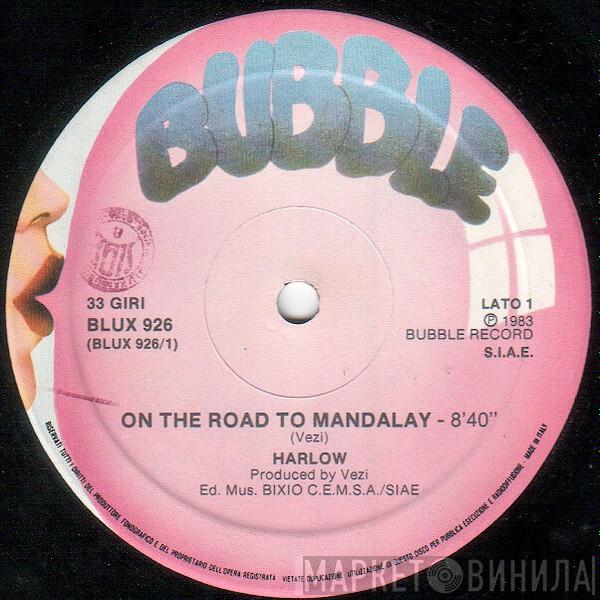 BUBBLE
33 GIRI
BLUX 926
(BLUX 926/1)
LATO 1
℗ 1983
BUBBLE RECORD
S.I.A.E.
ON THE ROAD TO MANDALAY - 8'40"
(Vezi)
HARLOW
Produced by Vezi
Ed. Mus. BIXIO C.E.M.S.A./SIAE
RISERVATI TUTTI I DIRITTI DEL PRODUTTORE FONOGRAFICO E DEL PROPRIETARIO DELL'OPERA REGISTRATA - VIETATE DUPLICAZIONE, UTILIZZAZIONE DI QUESTO DISCO PER PUBBLICA ESECUZIONE E RADIODIFFUSIONE. MADE IN ITALY
МАРКЕТ ВИНИЛА